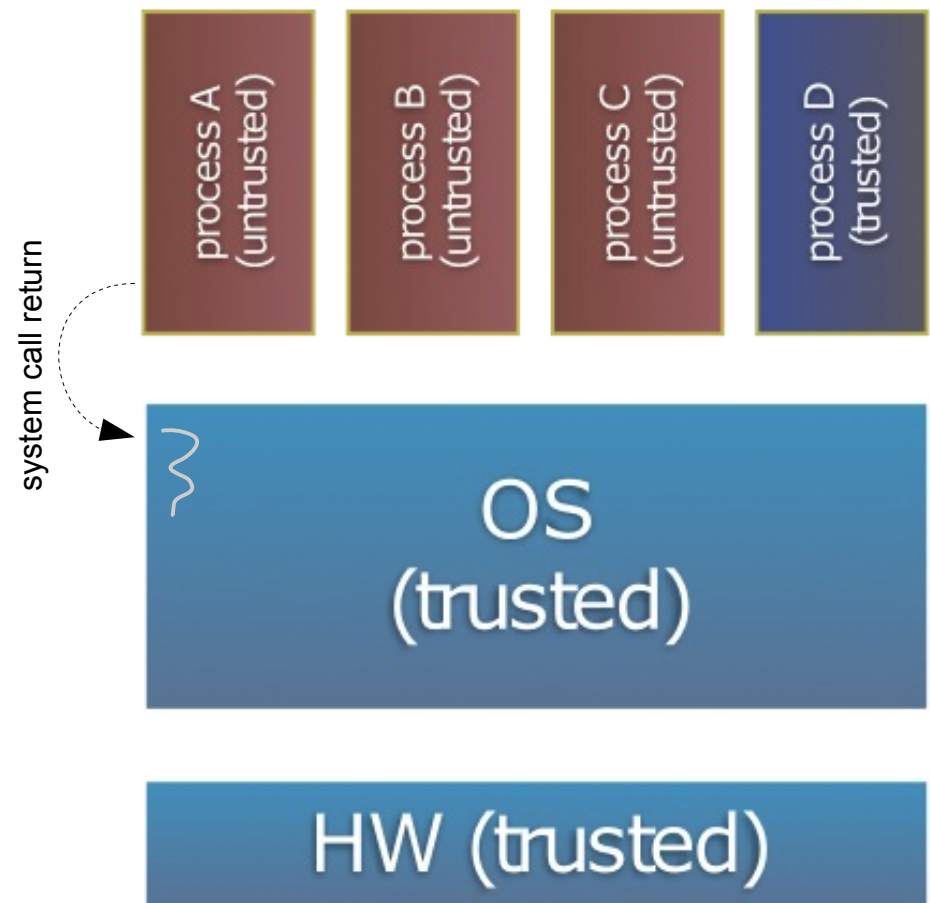 process A
(untrusted)
process B
(untrusted)
process C
(untrusted)
process D
(trusted)
system call return
OS
(trusted)
HW (trusted)